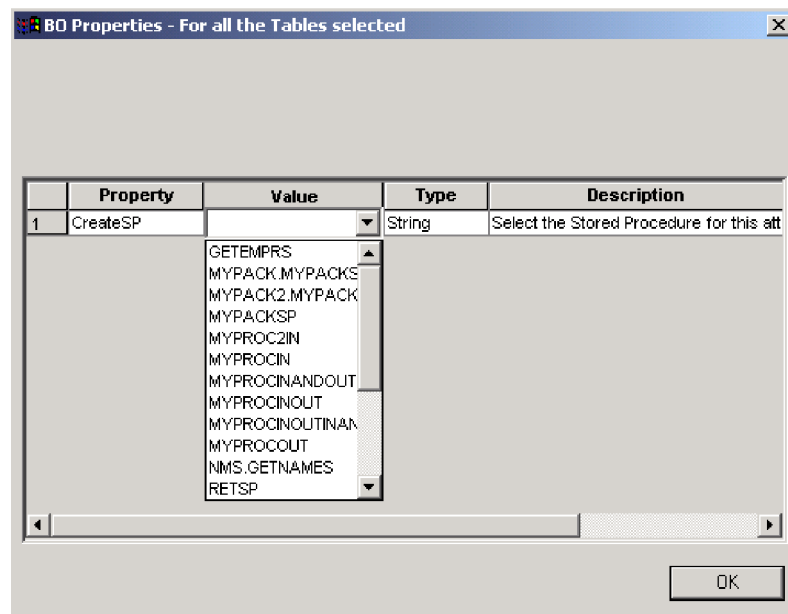 BO Properties - For all the Tables selected
Property Value Type Description
1 CreateSP String Select the Stored Procedure for this att
GETEMPRS
MYPACK.MYPACKS
MYPACK2.MYPACK
MYPACKSP
MYPROC2IN
MYPROCIN
MYPROCINANDOUT
MYPROCINOUT
MYPROCINOUTINAN
MYPROCOUT
NMS.GETNAMES
RETSP
OK